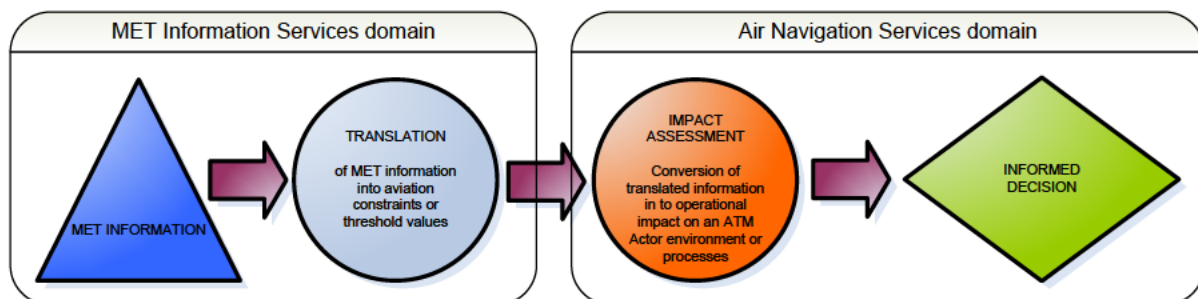 MET Information Services domain
Air Navigation Services domain
MET INFORMATION
TRANSLATION
of MET information
into aviation
constraints or
threshold values
IMPACT
ASSESSMENT
Conversion of
translated information
in to operational
impact on an ATM
Actor environment or
processes
INFORMED
DECISION